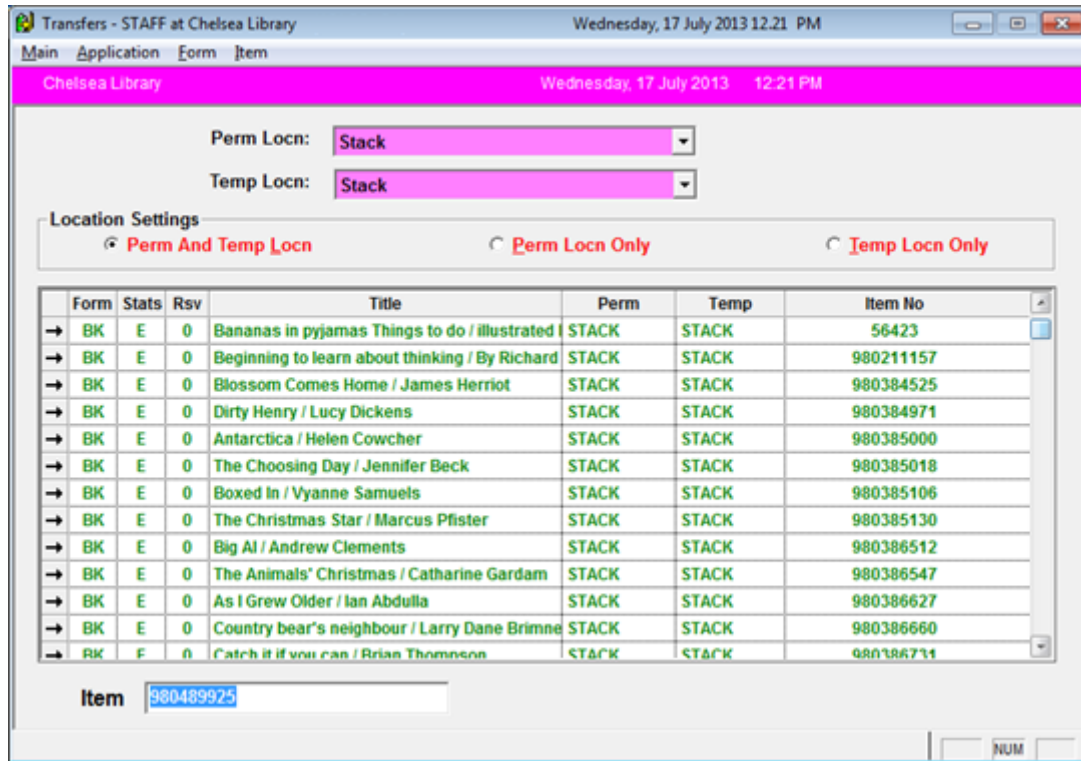 Transfers - STAFF at Chelsea Library Wednesday, 17 July 2013 12.21 PM
Main Application Form Item
Chelsea Library Wednesday, 17 July 2013 12:21 PM
Perm Locn: Stack
Temp Locn: Stack
Location Settings
Perm And Temp Locn Perm Locn Only Temp Locn Only
Form Stats Rsv Title Perm Temp Item No
→ BK E 0 Bananas in pyjamas Things to do / illustrated STACK STACK 56423
→ BK E 0 Beginning to learn about thinking / By Richard STACK STACK 980211157
→ BK E 0 Blossom Comes Home / James Herriot STACK STACK 980384525
→ BK E 0 Dirty Henry / Lucy Dickens STACK STACK 980384971
→ BK E 0 Antarctica / Helen Cowcher STACK STACK 980385000
→ BK E 0 The Choosing Day / Jennifer Beck STACK STACK 980385018
→ BK E 0 Boxed In / Vyanne Samuels STACK STACK 980385106
→ BK E 0 The Christmas Star / Marcus Pfister STACK STACK 980385130
→ BK E 0 Big Al / Andrew Clements STACK STACK 980386512
→ BK E 0 The Animals' Christmas / Catharine Gardam STACK STACK 980386547
→ BK E 0 As I Grew Older / Ian Abdulla STACK STACK 980386627
→ BK E 0 Country bear's neighbour / Larry Dane Brimne STACK STACK 980386660
→ BK E 0 Catch it if you can / Brian Thompson STACK STACK 980386731
Item 980489925
NUM